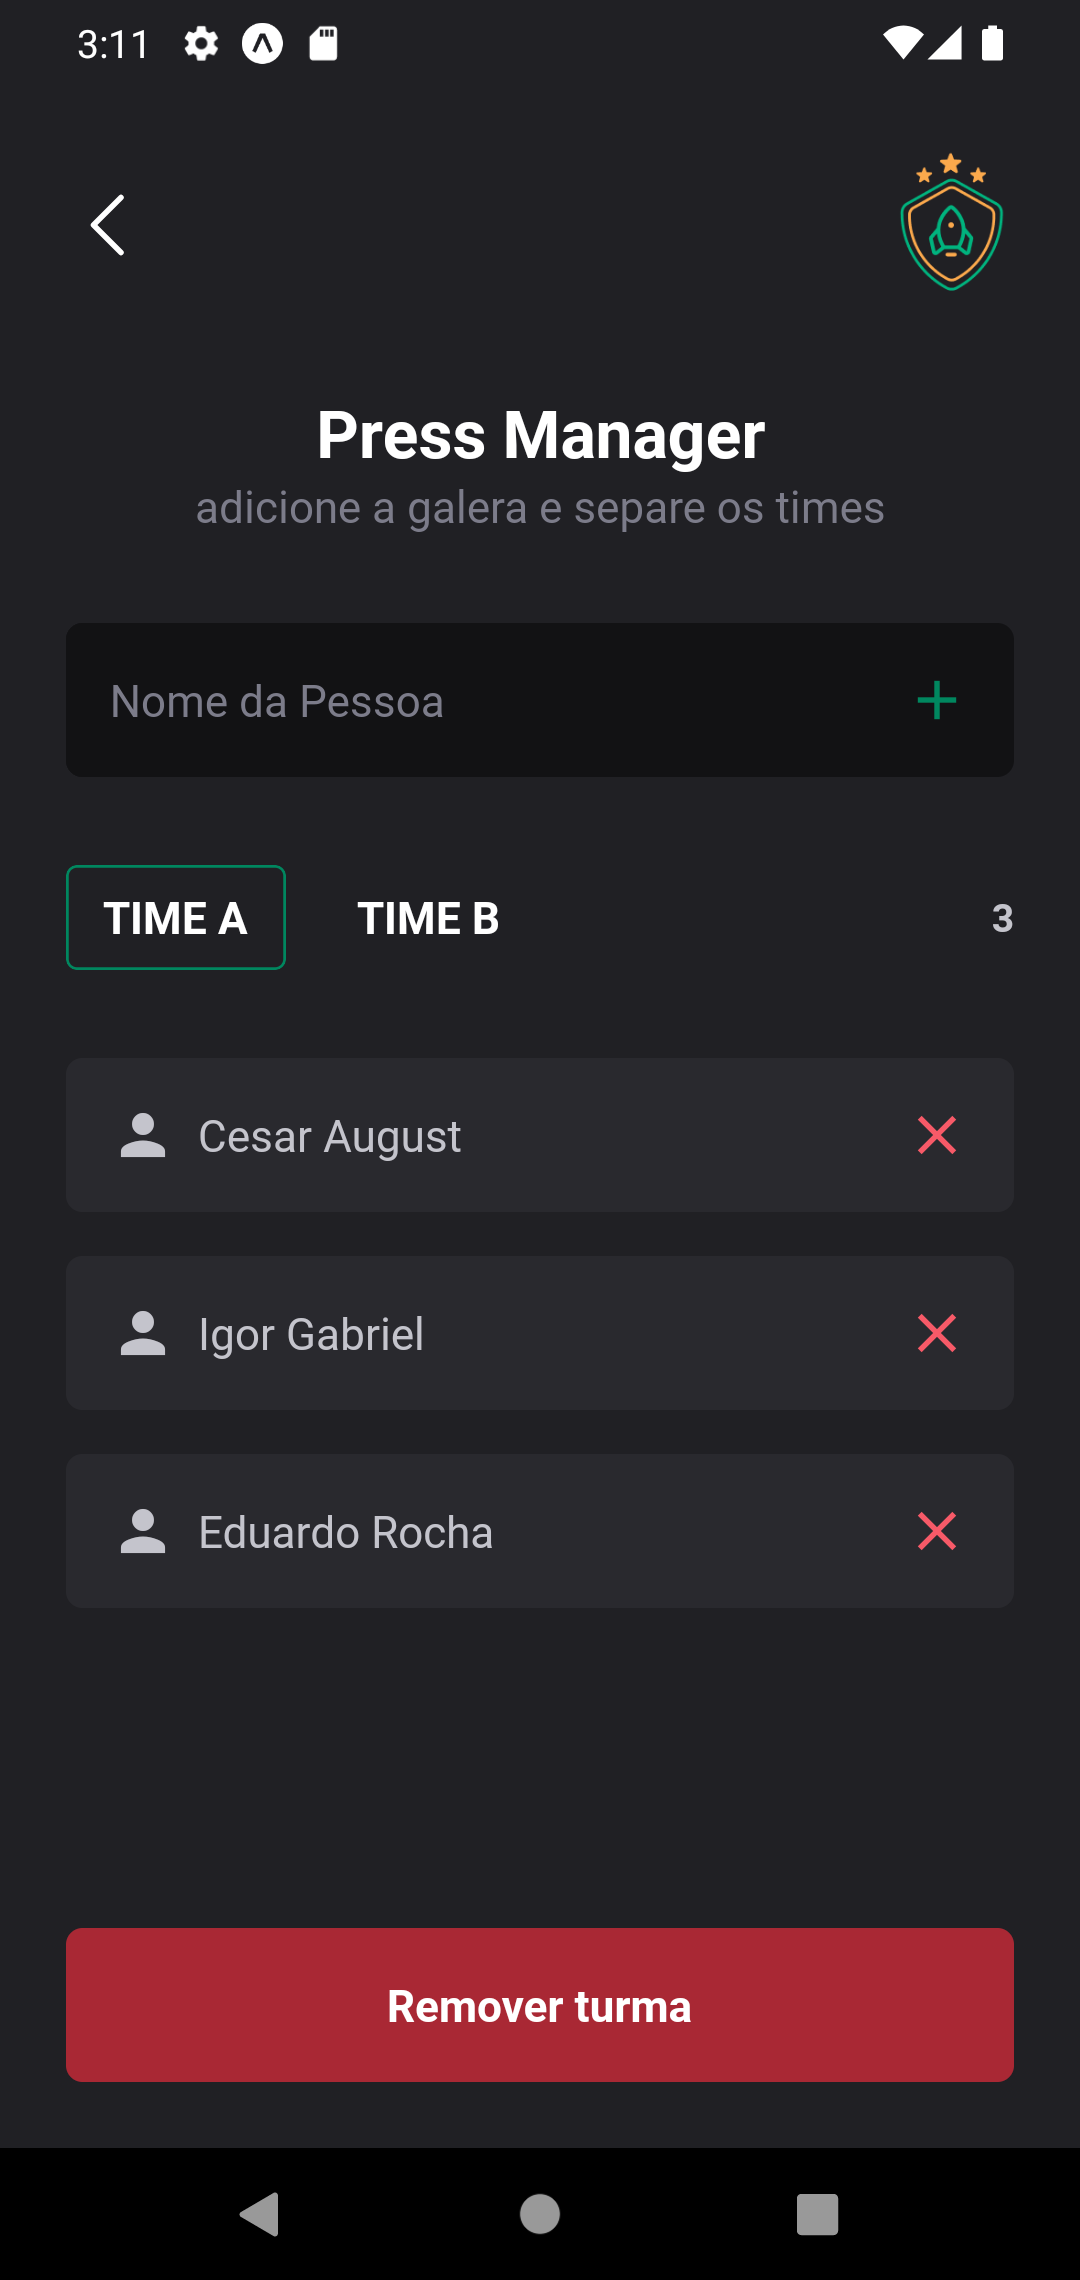 3:11
Press Manager
adicione a galera e separe os times
Nome da Pessoa
TIME A TIME B 3
Cesar August
Igor Gabriel
Eduardo Rocha
Remover turma